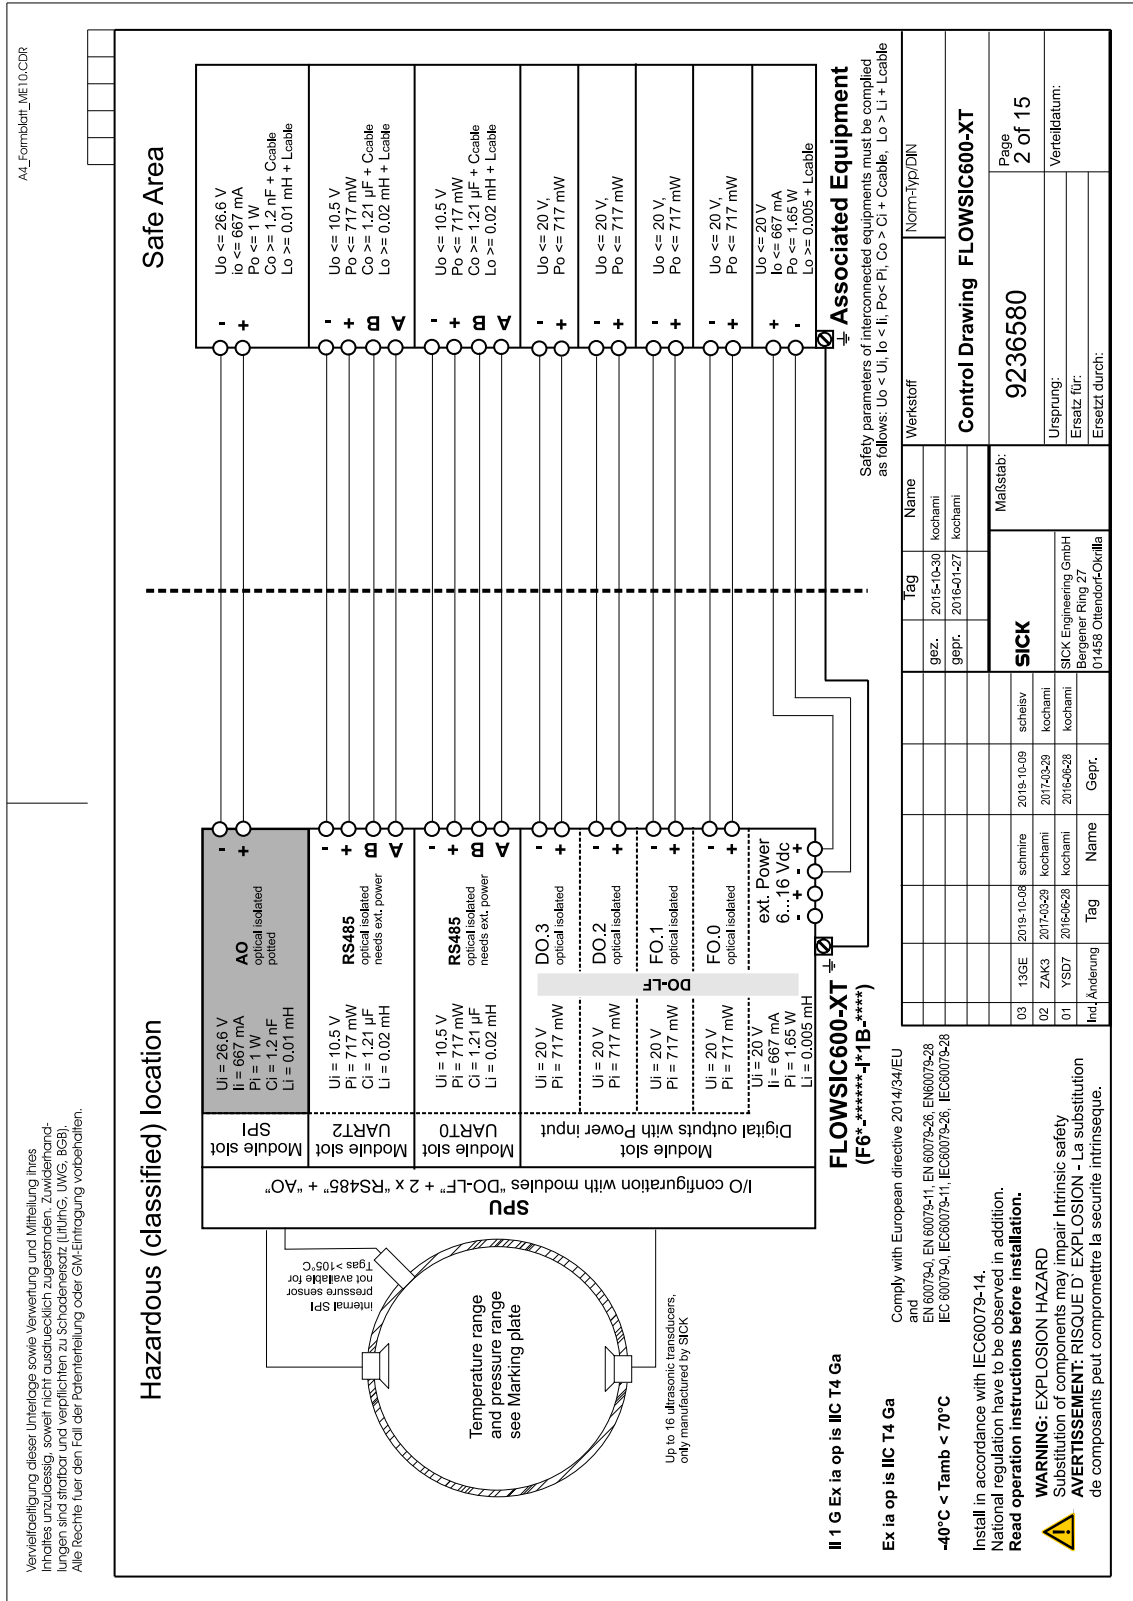 Vervielfaeltigung dieser Unterlage sowie Verwertung und Mitteilung ihres
Inhaltes unzulaessig, soweit nicht ausdruecklich zugestanden. Zuwiderhand-
lungen sind strafbar und verpflichten zu Schadenersatz (LitUrhG, UWG, BGB).
Alle Rechte fuer den Fall der Patenterteilung oder GM-Eintragung vorbehalten.
A4_Formblatt_ME10.CDR
Hazardous (classified) location
Safe Area
internal SPI
pressure sensor
not available for
Tgas >105°C
Temperature range
and pressure range
see Marking plate
Up to 16 ultrasonic transducers,
only manufactured by SICK
SPU
I/O configuration with modules "DO-LF" + 2 x "RS485" + "AO"
Module slot
SPI
Ui = 26.6 V
Ii = 667 mA
Pi = 1 W
Ci = 1.2 nF
Li = 0.01 mH
AO
optical isolated
potted
-
+
-
+
Uo <= 26.6 V
io <= 667 mA
Po <= 1 W
Co >= 1.2 nF + Ccable
Lo >= 0.01 mH + Lcable
Module slot
UART2
Ui = 10.5 V
Pi = 717 mW
Ci = 1.21 µF
Li = 0.02 mH
RS485
optical isolated
needs ext. power
-
+
B
A
-
+
B
A
Uo <= 10.5 V
Po <= 717 mW
Co >= 1.21 µF + Ccable
Lo >= 0.02 mH + Lcable
Module slot
UART0
Ui = 10.5 V
Pi = 717 mW
Ci = 1.21 µF
Li = 0.02 mH
RS485
optical isolated
needs ext. power
-
+
B
A
-
+
B
A
Uo <= 10.5 V
Po <= 717 mW
Co >= 1.21 µF + Ccable
Lo >= 0.02 mH + Lcable
Module slot
Digital outputs with Power input
DO-LF
Ui = 20 V
Pi = 717 mW
DO.3
optical isolated
-
+
-
+
Uo <= 20 V,
Po <= 717 mW
Ui = 20 V
Pi = 717 mW
DO.2
optical isolated
-
+
-
+
Uo <= 20 V,
Po <= 717 mW
Ui = 20 V
Pi = 717 mW
FO.1
optical isolated
-
+
-
+
Uo <= 20 V,
Po <= 717 mW
Ui = 20 V
Pi = 717 mW
FO.0
optical isolated
-
+
-
+
Uo <= 20 V,
Po <= 717 mW
Ui = 20 V
Ii = 667 mA
Pi = 1.65 W
Li = 0.005 mH
ext. Power
6...16 Vdc
- + - +
+
-
Uo <= 20 V
Io <= 667 mA
Po <= 1.65 W
Lo >= 0.005 + Lcable
FLOWSIC600-XT
(F6*-******-I*1B-****)
Associated Equipment
Safety parameters of interconnected equipments must be complied
as follows: Uo < Ui, Io < Ii, Po< Pi, Co > Ci + Ccable, Lo > Li + Lcable
II 1 G Ex ia op is IIC T4 Ga
Ex ia op is IIC T4 Ga
-40°C < Tamb < 70°C
Comply with European directive 2014/34/EU
and
EN 60079-0, EN 60079-11, EN 60079-26, EN60079-28
IEC 60079-0, IEC60079-11, IEC60079-26, IEC60079-28
Install in accordance with IEC60079-14.
National regulation have to be observed in addition.
Read operation instructions before installation.
WARNING: EXPLOSION HAZARD
Substitution of components may impair Intrinsic safety
AVERTISSEMENT: RISQUE D` EXPLOSION - La substitution
de composants peut compromettre la securite intrinseque.
03 13GE 2019-10-08 schmire 2019-10-09 scheisv
02 ZAK3 2017-03-29 kochami 2017-03-29 kochami
01 YSD7 2016-06-28 kochami 2016-06-28 kochami
Ind. Änderung Tag Name Gepr.
Tag Name
gez. 2015-10-30 kochami
gepr. 2016-01-27 kochami
SICK
SICK Engineering GmbH
Bergener Ring 27
01458 Ottendorf-Okrilla
Maßstab:
Werkstoff
Norm-Typ/DIN
Control Drawing FLOWSIC600-XT
9236580
Page
2 of 15
Ursprung:
Ersatz für:
Ersetzt durch:
Verteildatum: